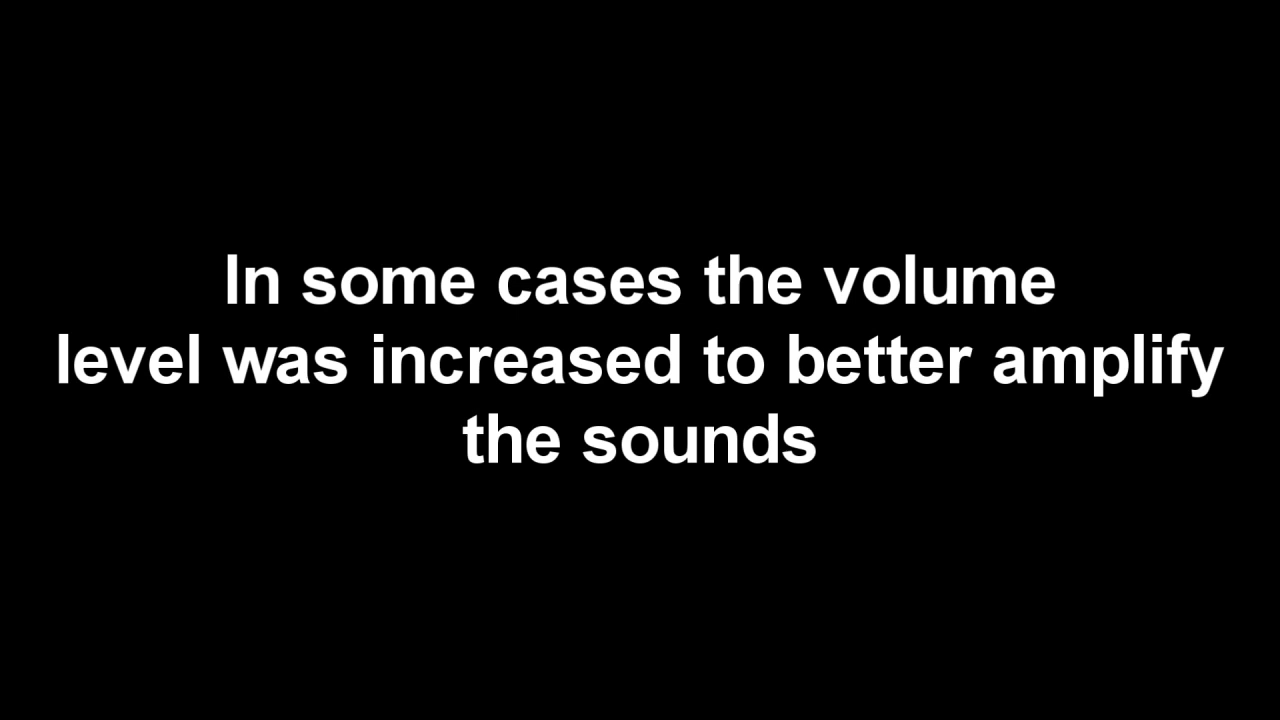 In some cases the volume
level was increased to better amplify
the sounds